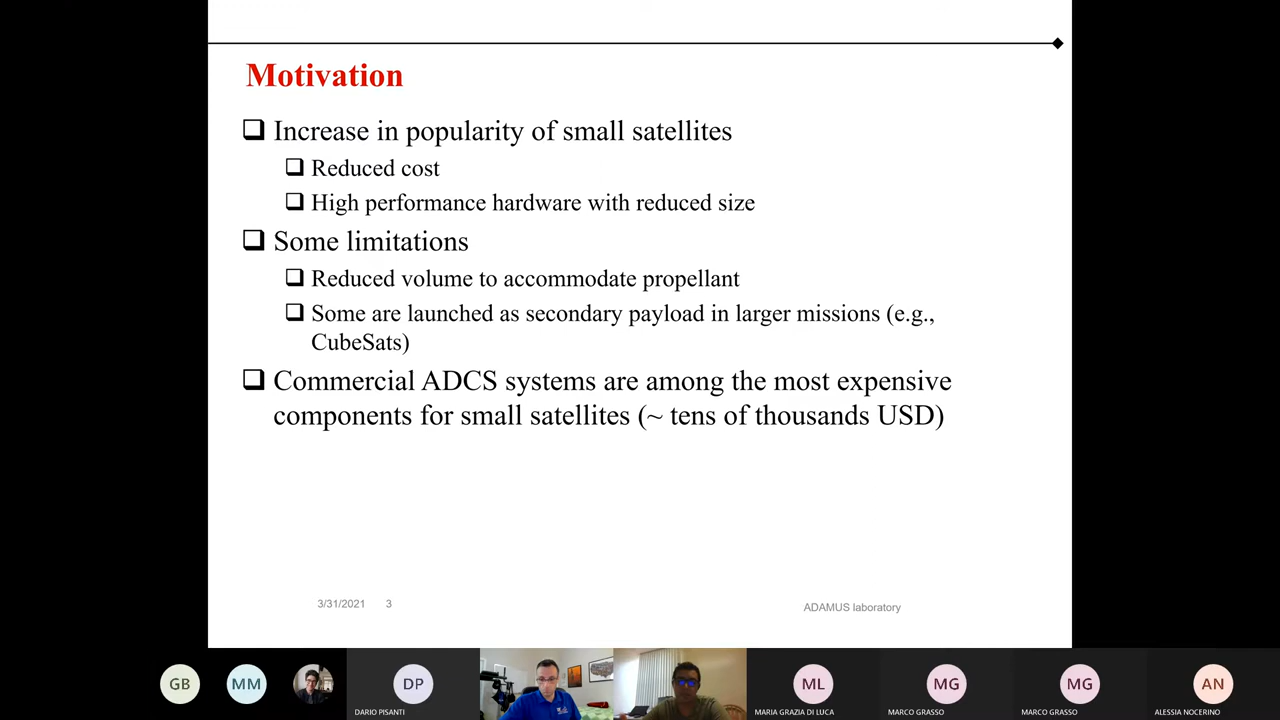 Motivation
Increase in popularity of small satellites
Reduced cost
High performance hardware with reduced size
Some limitations
Reduced volume to accommodate propellant
Some are launched as secondary payload in larger missions (e.g.,
CubeSats)
Commercial ADCS systems are among the most expensive
components for small satellites (~ tens of thousands USD)
3/31/2021 3
ADAMUS laboratory
GB
MM
DP
ML
MG
MG
AN
DARIO PISANTI
MARIA GRAZIA DI LUCA
MARCO GRASSO
MARCO GRASSO
ALESSIA NOCERINO